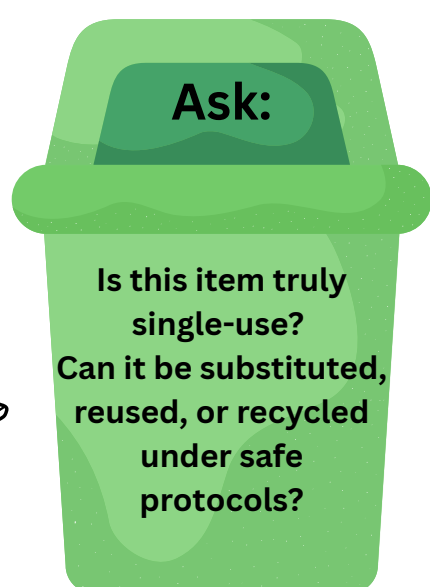 Ask:
Is this item truly
single-use?
Can it be substituted,
reused, or recycled
under safe
protocols?